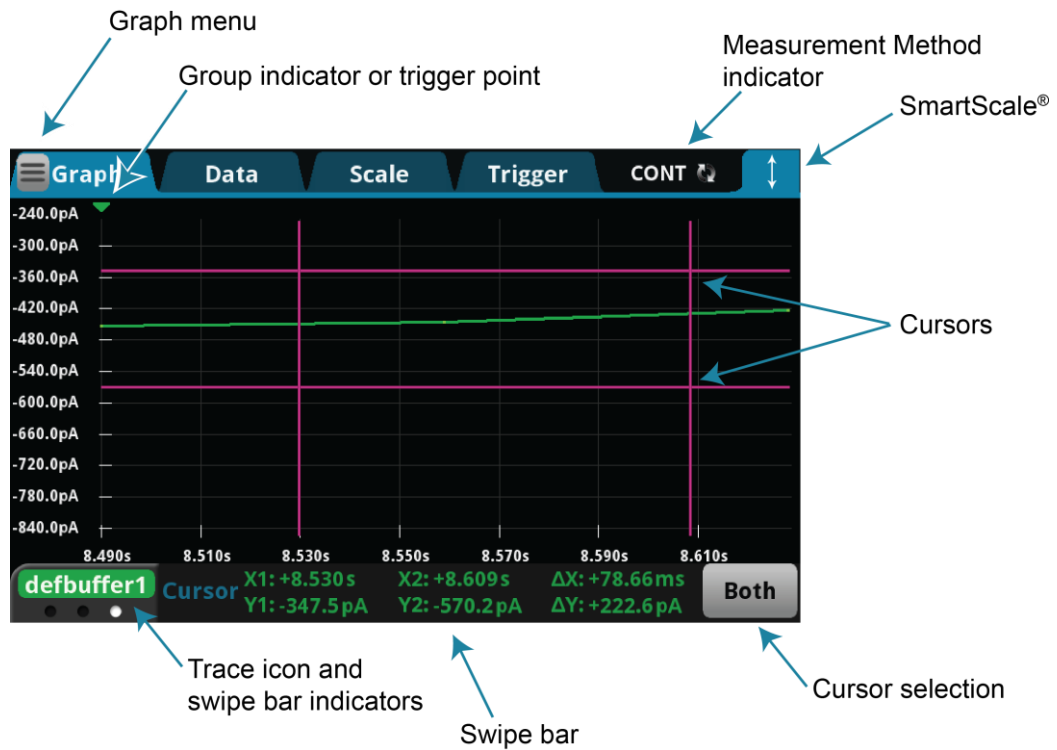 Graph menu
Group indicator or trigger point
Measurement Method
indicator
SmartScale®
Graph
Data
Scale
Trigger
CONT
-240.0pA
-300.0pA
-360.0pA
-420.0pA
-480.0pA
-540.0pA
-600.0pA
-660.0pA
-720.0pA
-780.0pA
-840.0pA
Cursors
8.490s 8.510s 8.530s 8.550s 8.570s 8.590s 8.610s
defbuffer1
Cursor
X1: +8.530s X2: +8.609s ΔX: +78.66ms
Y1: -347.5pA Y2: -570.2pA ΔY: +222.6pA
Both
Trace icon and
swipe bar indicators
Swipe bar
Cursor selection